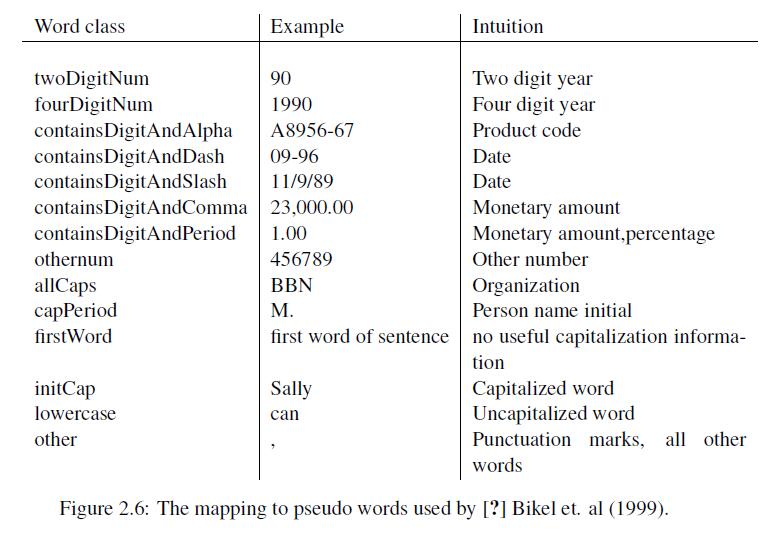 Word class Example Intuition
twoDigitNum 90 Two digit year
fourDigitNum 1990 Four digit year
containsDigitAndAlpha A8956-67 Product code
containsDigitAndDash 09-96 Date
containsDigitAndSlash 11/9/89 Date
containsDigitAndComma 23,000.00 Monetary amount
containsDigitAndPeriod 1.00 Monetary amount,percentage
othernum 456789 Other number
allCaps BBN Organization
capPeriod M. Person name initial
firstWord first word of sentence no useful capitalization informa-
tion
initCap Sally Capitalized word
lowercase can Uncapitalized word
other , Punctuation marks, all other
words
Figure 2.6: The mapping to pseudo words used by [?] Bikel et. al (1999).